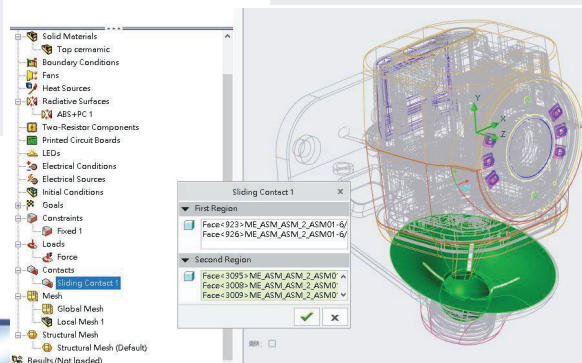 Solid Materials
Top cermamic
Boundary Conditions
Fans
Heat Sources
Radiative Surfaces
ABS+PC 1
Two-Resistor Components
Printed Circuit Boards
LEDs
Electrical Conditions
Electrical Sources
Initial Conditions
Goals
Constraints
Fixed 1
Loads
Force
Contacts
Sliding Contact 1
Mesh
Global Mesh
Local Mesh 1
Structural Mesh
Structural Mesh (Default)
Results (Not loaded)
Sliding Contact 1
First Region
Face<923>ME_ASM_ASM_2_ASM01-6/
Face<926>ME_ASM_ASM_2_ASM01-6/
Second Region
Face<3095>ME_ASM_ASM_2_ASM0'
Face<3008>ME_ASM_ASM_2_ASM0'
Face<3009>ME_ASM_ASM_2_ASM0'
Y
X
Z